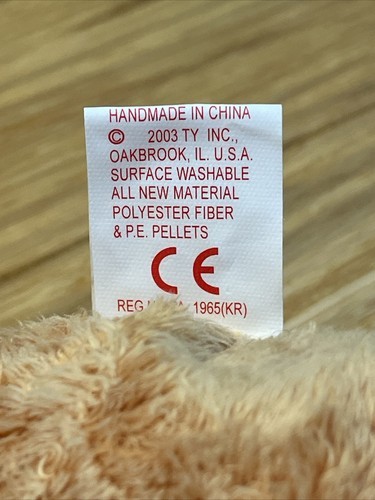 HANDMADE IN CHINA
© 2003 TY INC.,
OAKBROOK, IL. U.S.A.
SURFACE WASHABLE
ALL NEW MATERIAL
POLYESTER FIBER
& P.E. PELLETS
CE
REG 1965(KR)